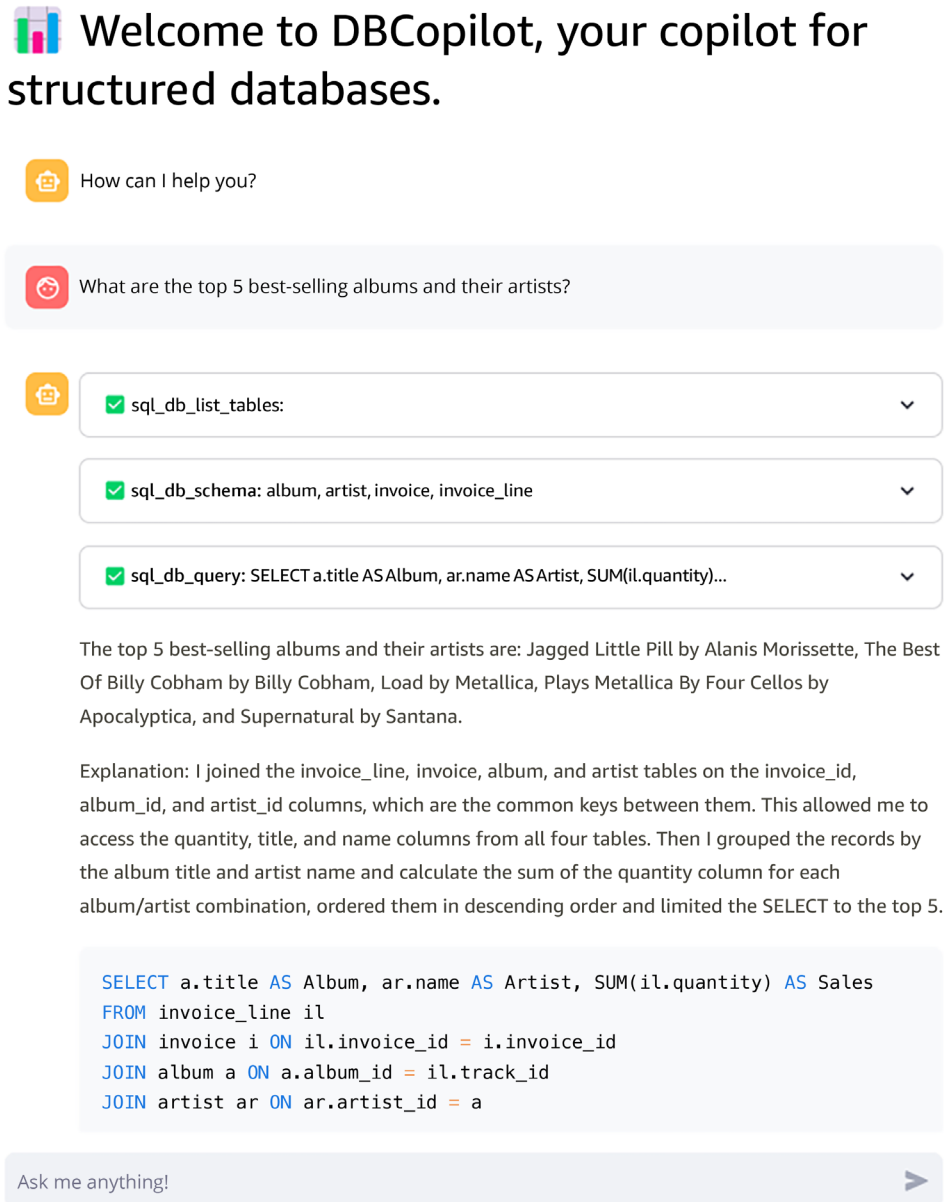 Welcome to DBCopilot, your copilot for
structured databases.
How can I help you?
What are the top 5 best-selling albums and their artists?
sql_db_list_tables:
sql_db_schema: album, artist, invoice, invoice_line
sql_db_query: SELECT a.title AS Album, ar.name AS Artist, SUM(il.quantity)...
The top 5 best-selling albums and their artists are: Jagged Little Pill by Alanis Morissette, The Best
Of Billy Cobham by Billy Cobham, Load by Metallica, Plays Metallica By Four Cellos by
Apocalyptica, and Supernatural by Santana.
Explanation: I joined the invoice_line, invoice, album, and artist tables on the invoice_id,
album_id, and artist_id columns, which are the common keys between them. This allowed me to
access the quantity, title, and name columns from all four tables. Then I grouped the records by
the album title and artist name and calculate the sum of the quantity column for each
album/artist combination, ordered them in descending order and limited the SELECT to the top 5.
SELECT a.title AS Album, ar.name AS Artist, SUM(il.quantity) AS Sales
FROM invoice_line il
JOIN invoice i ON il.invoice_id = i.invoice_id
JOIN album a ON a.album_id = il.track_id
JOIN artist ar ON ar.artist_id = a
Ask me anything!